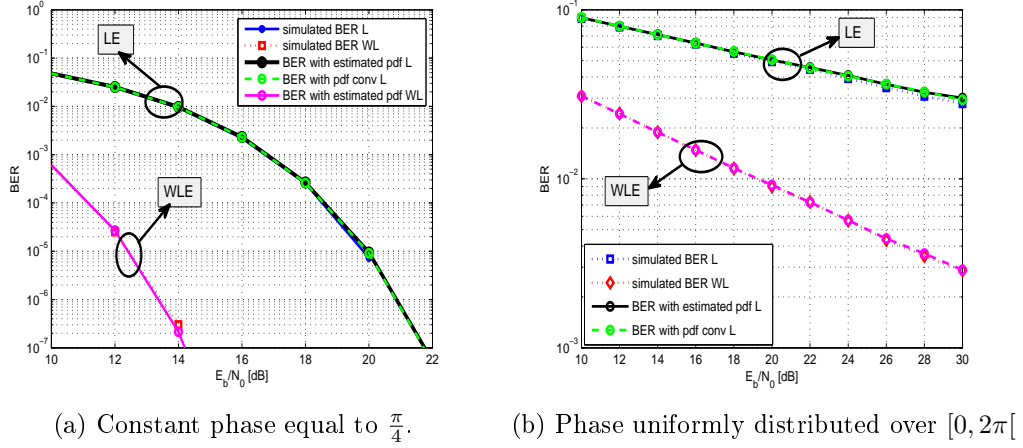 10^0
10^-1
10^-2
10^-3
10^-4
10^-5
10^-6
10^-7
BER
10 12 14 16 18 20 22
E_b/N_0 [dB]
LE
WLE
simulated BER L
simulated BER WL
BER with estimated pdf L
BER with pdf conv L
BER with estimated pdf WL
(a) Constant phase equal to π/4.
10^-1
10^-2
10^-3
BER
10 12 14 16 18 20 22 24 26 28 30
E_b/N_0 [dB]
LE
WLE
simulated BER L
simulated BER WL
BER with estimated pdf L
BER with pdf conv L
(b) Phase uniformly distributed over [0, 2π[